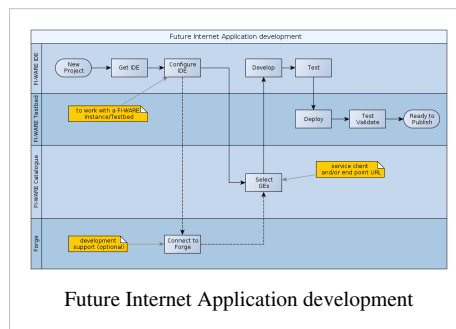 Future Internet Application development
FI-WARE IDE
New
Project
Get IDE
Configure
IDE
Develop
Test
FI-WARE Testbed
to work with a FI-WARE
Instance/Testbed
Deploy
Test
Validate
Ready to
Publish
FI-WARE Catalogue
service client
and/or end point URL
Select
GEs
Forge
development
support (optional)
Connect to
Forge
Future Internet Application development